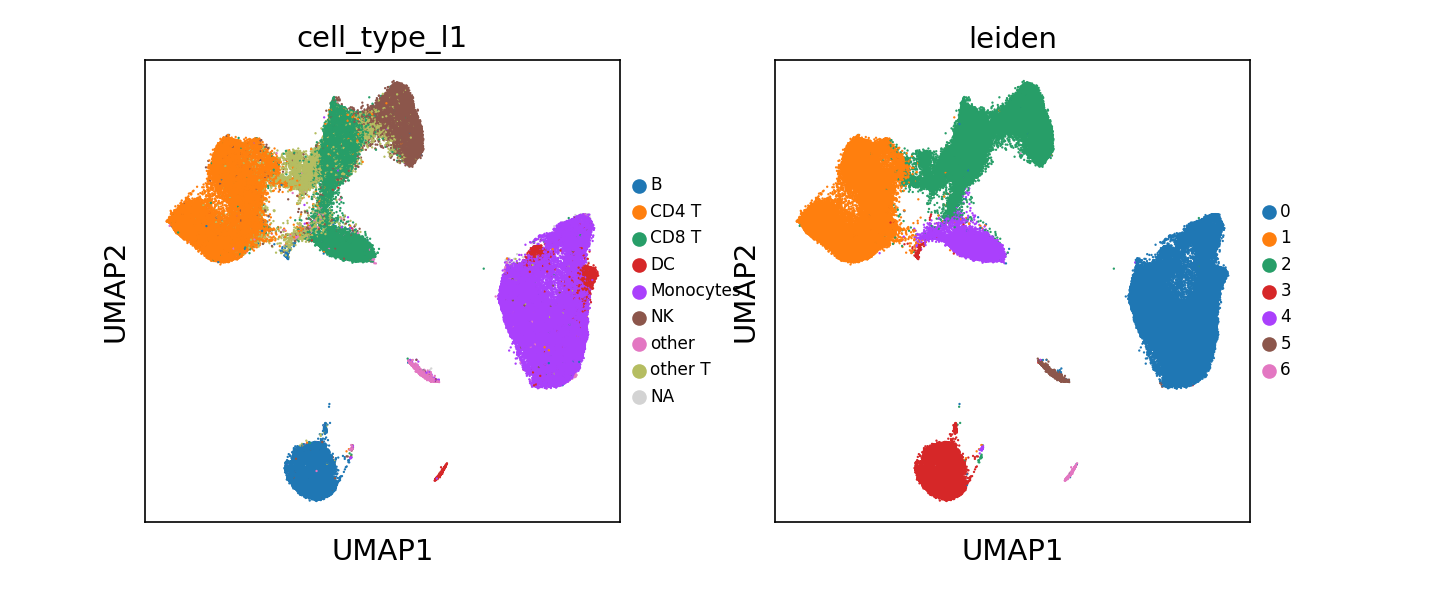 cell_type_l1
leiden
UMAP2
UMAP1
B
CD4 T
CD8 T
DC
Monocytes
NK
other
other T
NA
UMAP2
UMAP1
0
1
2
3
4
5
6